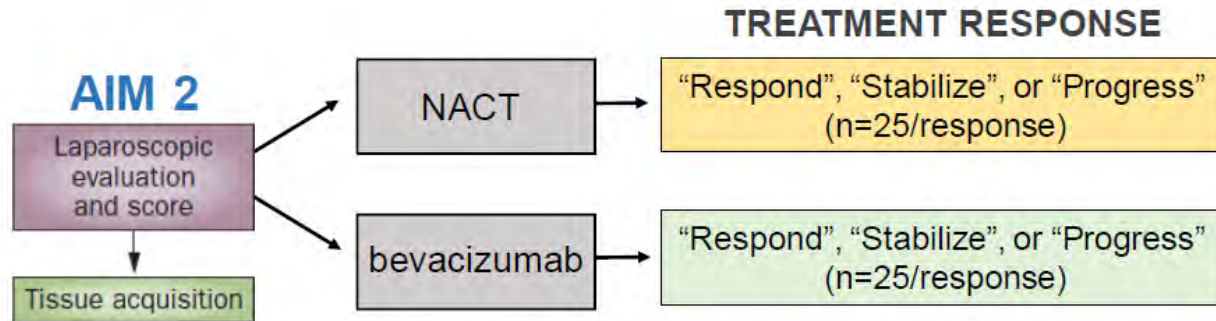 TREATMENT RESPONSE
AIM 2
Laparoscopic
evaluation
and score
Tissue acquisition
NACT
“Respond”, “Stabilize”, or “Progress”
(n=25/response)
bevacizumab
“Respond”, “Stabilize”, or “Progress”
(n=25/response)